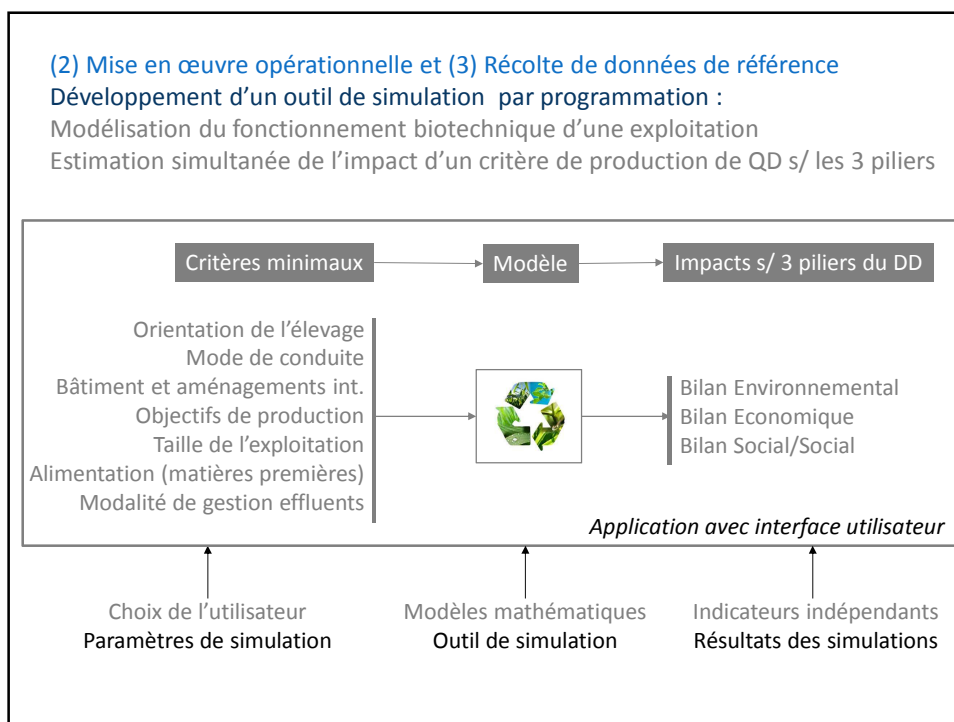 (2) Mise en œuvre opérationnelle et (3) Récolte de données de référence
Développement d’un outil de simulation par programmation :
Modélisation du fonctionnement biotechnique d’une exploitation
Estimation simultanée de l’impact d’un critère de production de QD s/ les 3 piliers
Critères minimaux
Modèle
Impacts s/ 3 piliers du DD
Orientation de l’élevage
Mode de conduite
Bâtiment et aménagements int.
Objectifs de production
Taille de l’exploitation
Alimentation (matières premières)
Modalité de gestion effluents
Bilan Environnemental
Bilan Economique
Bilan Social/Social
Application avec interface utilisateur
Choix de l’utilisateur
Paramètres de simulation
Modèles mathématiques
Outil de simulation
Indicateurs indépendants
Résultats des simulations